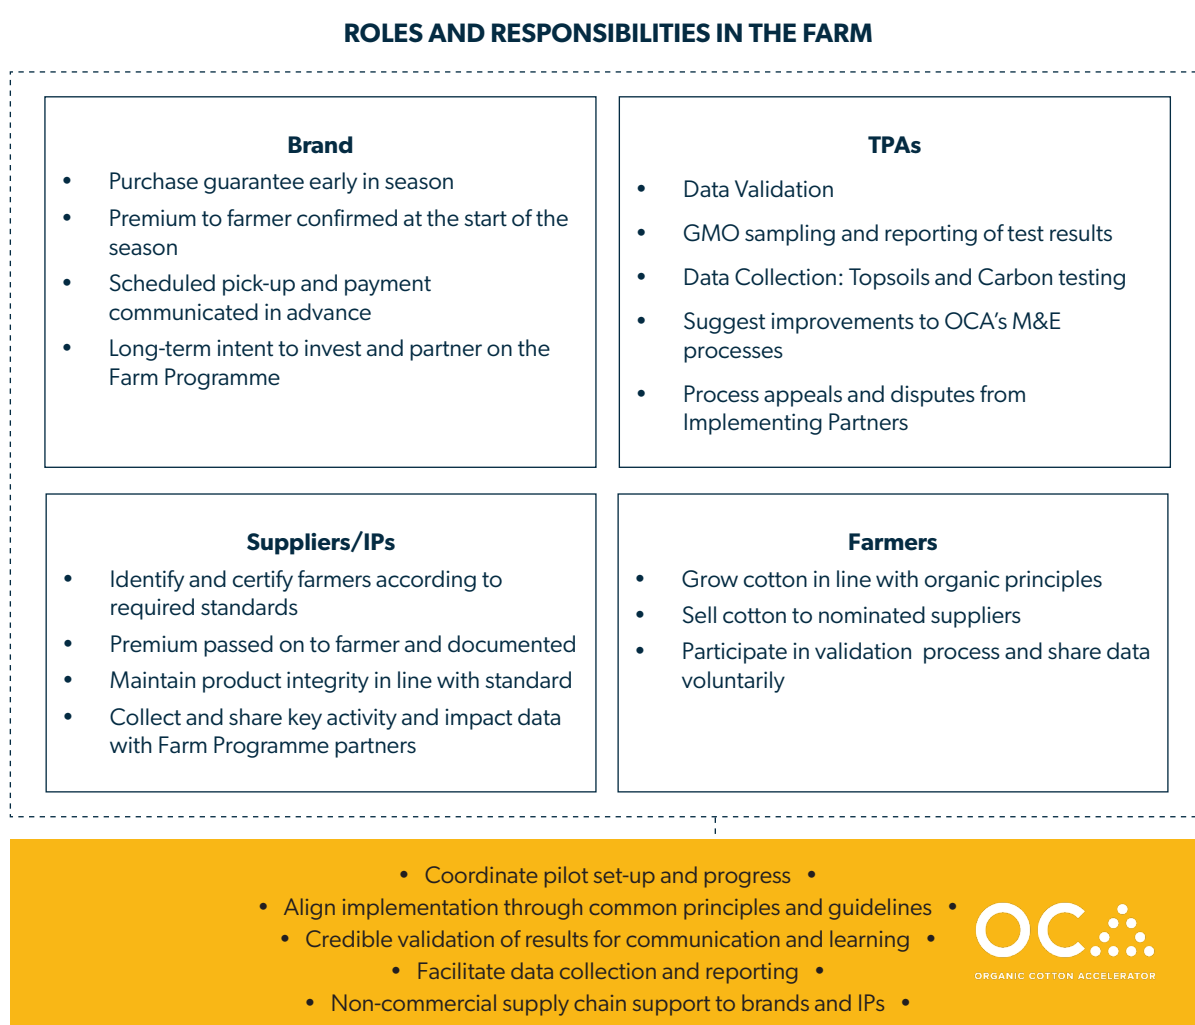 ROLES AND RESPONSIBILITIES IN THE FARM
Brand
• Purchase guarantee early in season
• Premium to farmer confirmed at the start of the
season
• Scheduled pick-up and payment
communicated in advance
• Long-term intent to invest and partner on the
Farm Programme
TPAs
• Data Validation
• GMO sampling and reporting of test results
• Data Collection: Topsoils and Carbon testing
• Suggest improvements to OCA’s M&E
processes
• Process appeals and disputes from
Implementing Partners
Suppliers/IPs
• Identify and certify farmers according to
required standards
• Premium passed on to farmer and documented
• Maintain product integrity in line with standard
• Collect and share key activity and impact data
with Farm Programme partners
Farmers
• Grow cotton in line with organic principles
• Sell cotton to nominated suppliers
• Participate in validation process and share data
voluntarily
• Coordinate pilot set-up and progress •
• Align implementation through common principles and guidelines •
• Credible validation of results for communication and learning •
• Facilitate data collection and reporting •
• Non-commercial supply chain support to brands and IPs •
OCA
ORGANIC COTTON ACCELERATOR